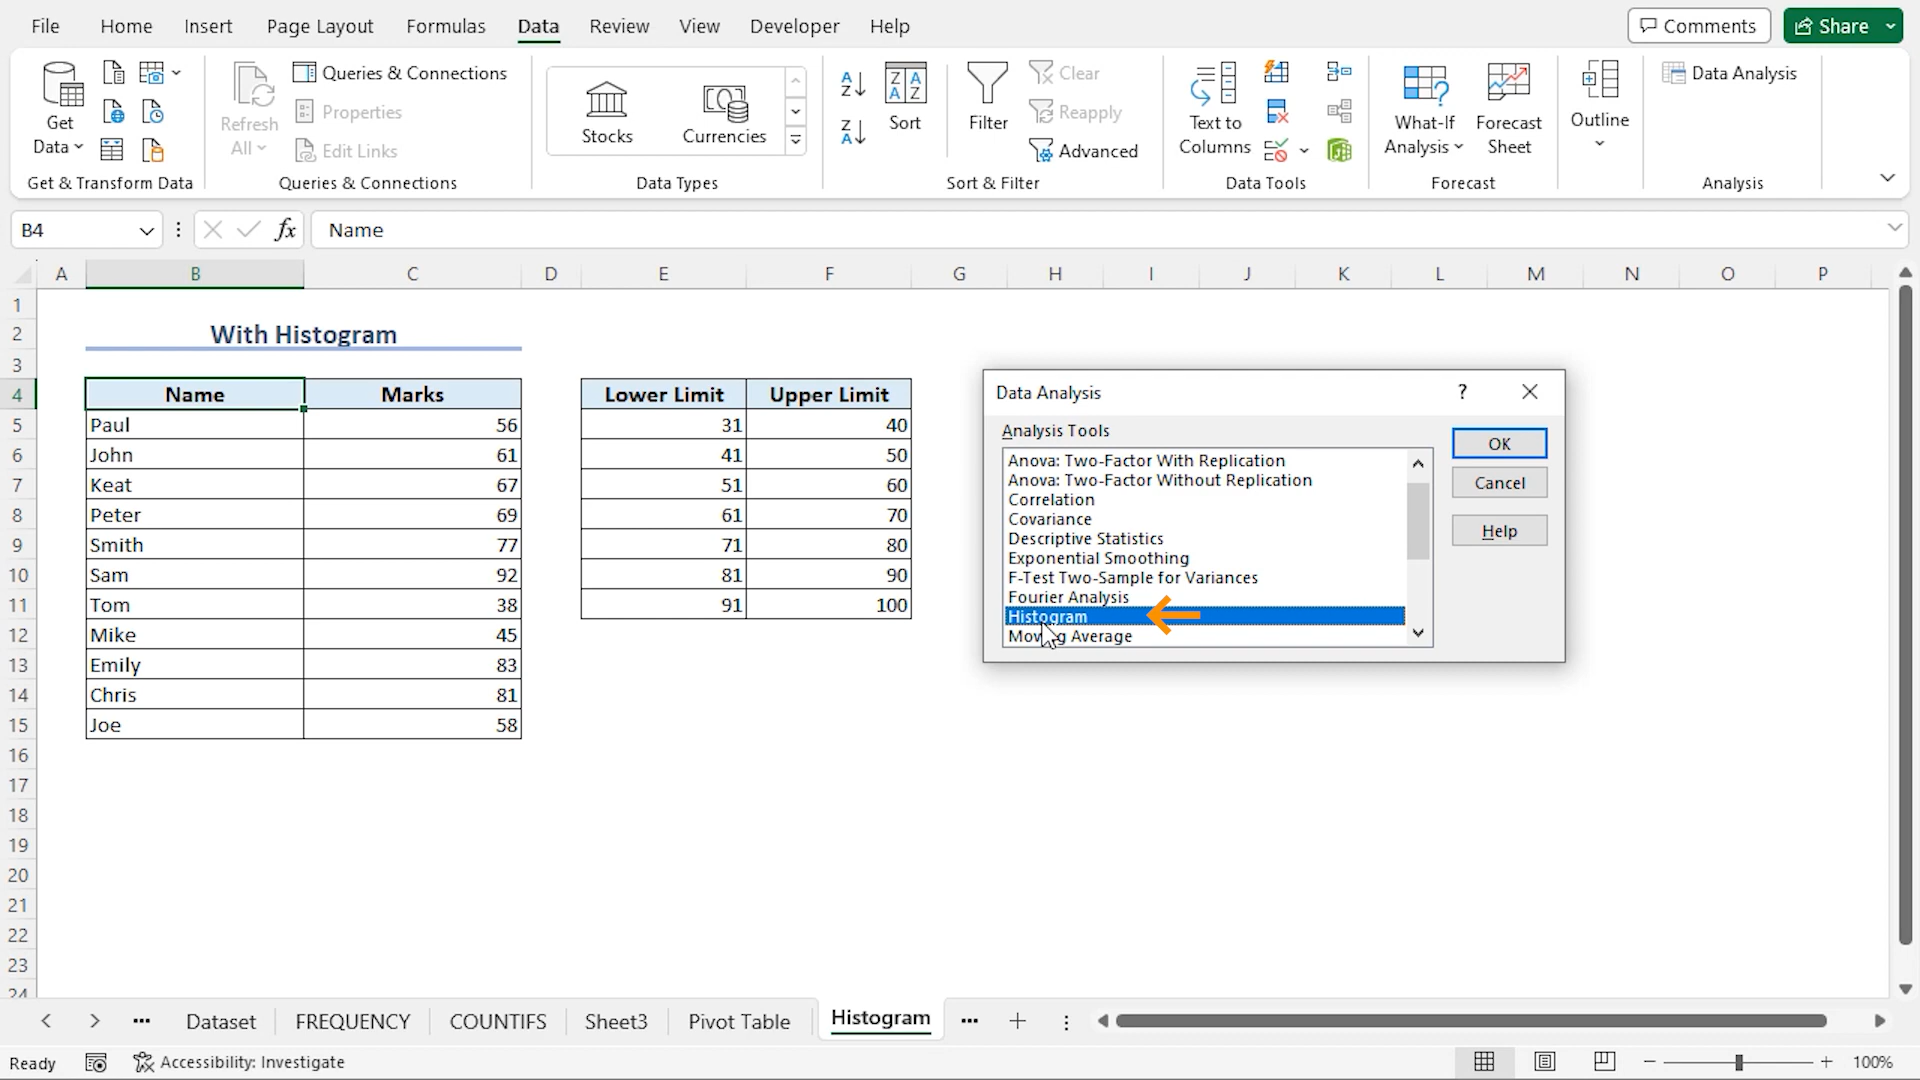 File Home Insert Page Layout Formulas Data Review View Developer Help Comments Share
Get Data
Refresh All
Queries & Connections
Properties
Edit Links
Stocks Currencies
Sort Filter
Clear
Reapply
Advanced
Text to Columns
What-If Analysis
Forecast Sheet
Outline
Data Analysis
Get & Transform Data Queries & Connections Data Types Sort & Filter Data Tools Forecast Analysis
B4 fx Name
A B C D E F G H I J K L M N O P
1
2 With Histogram
3
4 Name Marks Lower Limit Upper Limit
5 Paul 56 31 40
6 John 61 41 50
7 Keat 67 51 60
8 Peter 69 61 70
9 Smith 77 71 80
10 Sam 92 81 90
11 Tom 38 91 100
12 Mike 45
13 Emily 83
14 Chris 81
15 Joe 58
16
17
18
19
20
21
22
23
24
Data Analysis ?
Analysis Tools
Anova: Two-Factor With Replication
Anova: Two-Factor Without Replication
Correlation
Covariance
Descriptive Statistics
Exponential Smoothing
F-Test Two-Sample for Variances
Fourier Analysis
Histogram
Moving Average
OK
Cancel
Help
... Dataset FREQUENCY COUNTIFS Sheet3 Pivot Table Histogram ...
Ready Accessibility: Investigate 100%